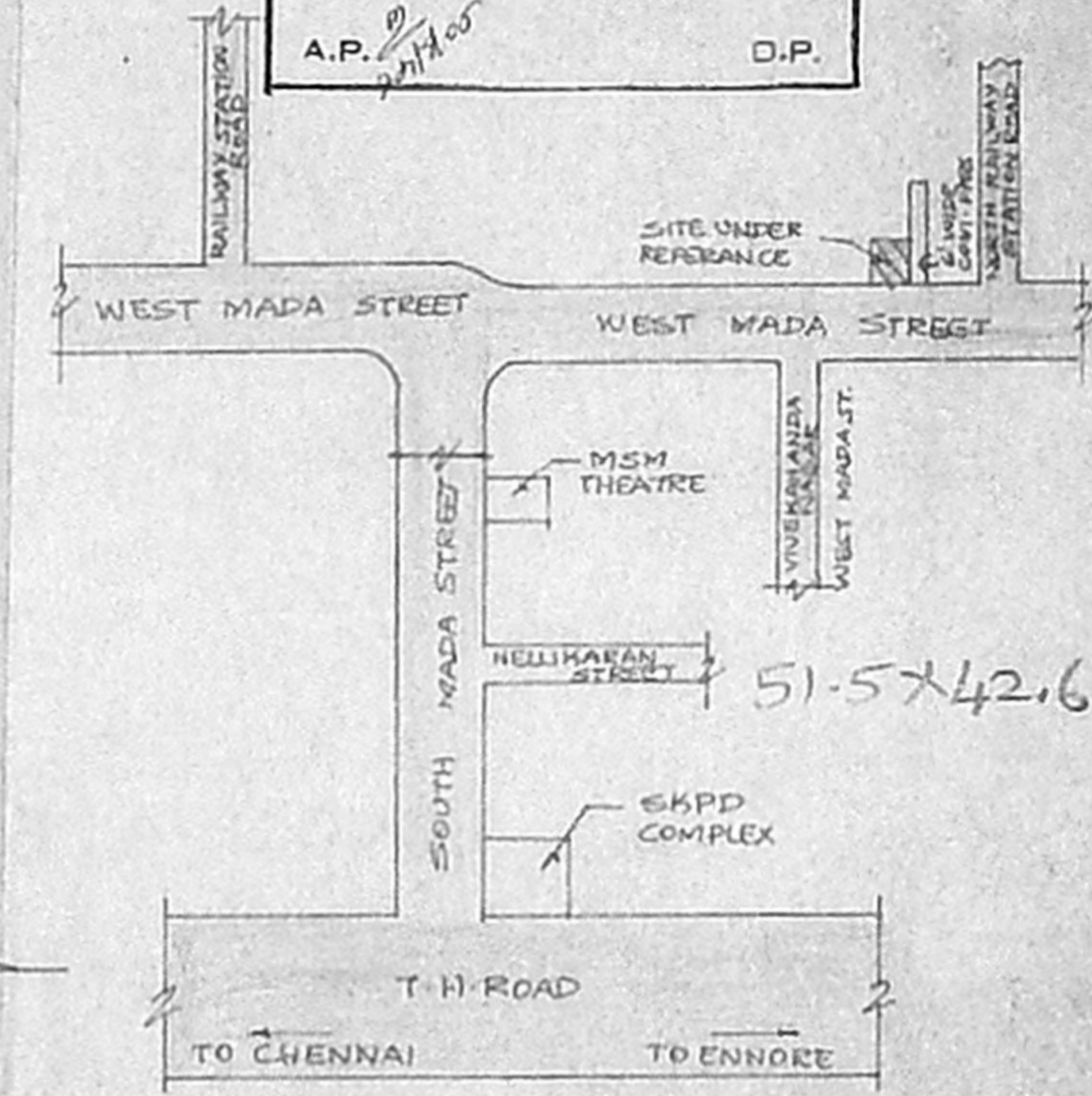 A.P.
D.P.
RAILWAY STATION
ROAD
SITE UNDER
REFERANCE
WIDE
NORTH RAILWAY
STATION ROAD
WEST MADA STREET
WEST MADA STREET
MSM
THEATRE
VIVEKANANDA
NAGAR
WEST MADA ST.
SOUTH MADA STREET
NELLIKARAN
STREET
51.5X42.6
SKPD
COMPLEX
T.H.ROAD
TO CHENNAI
TO ENNORE